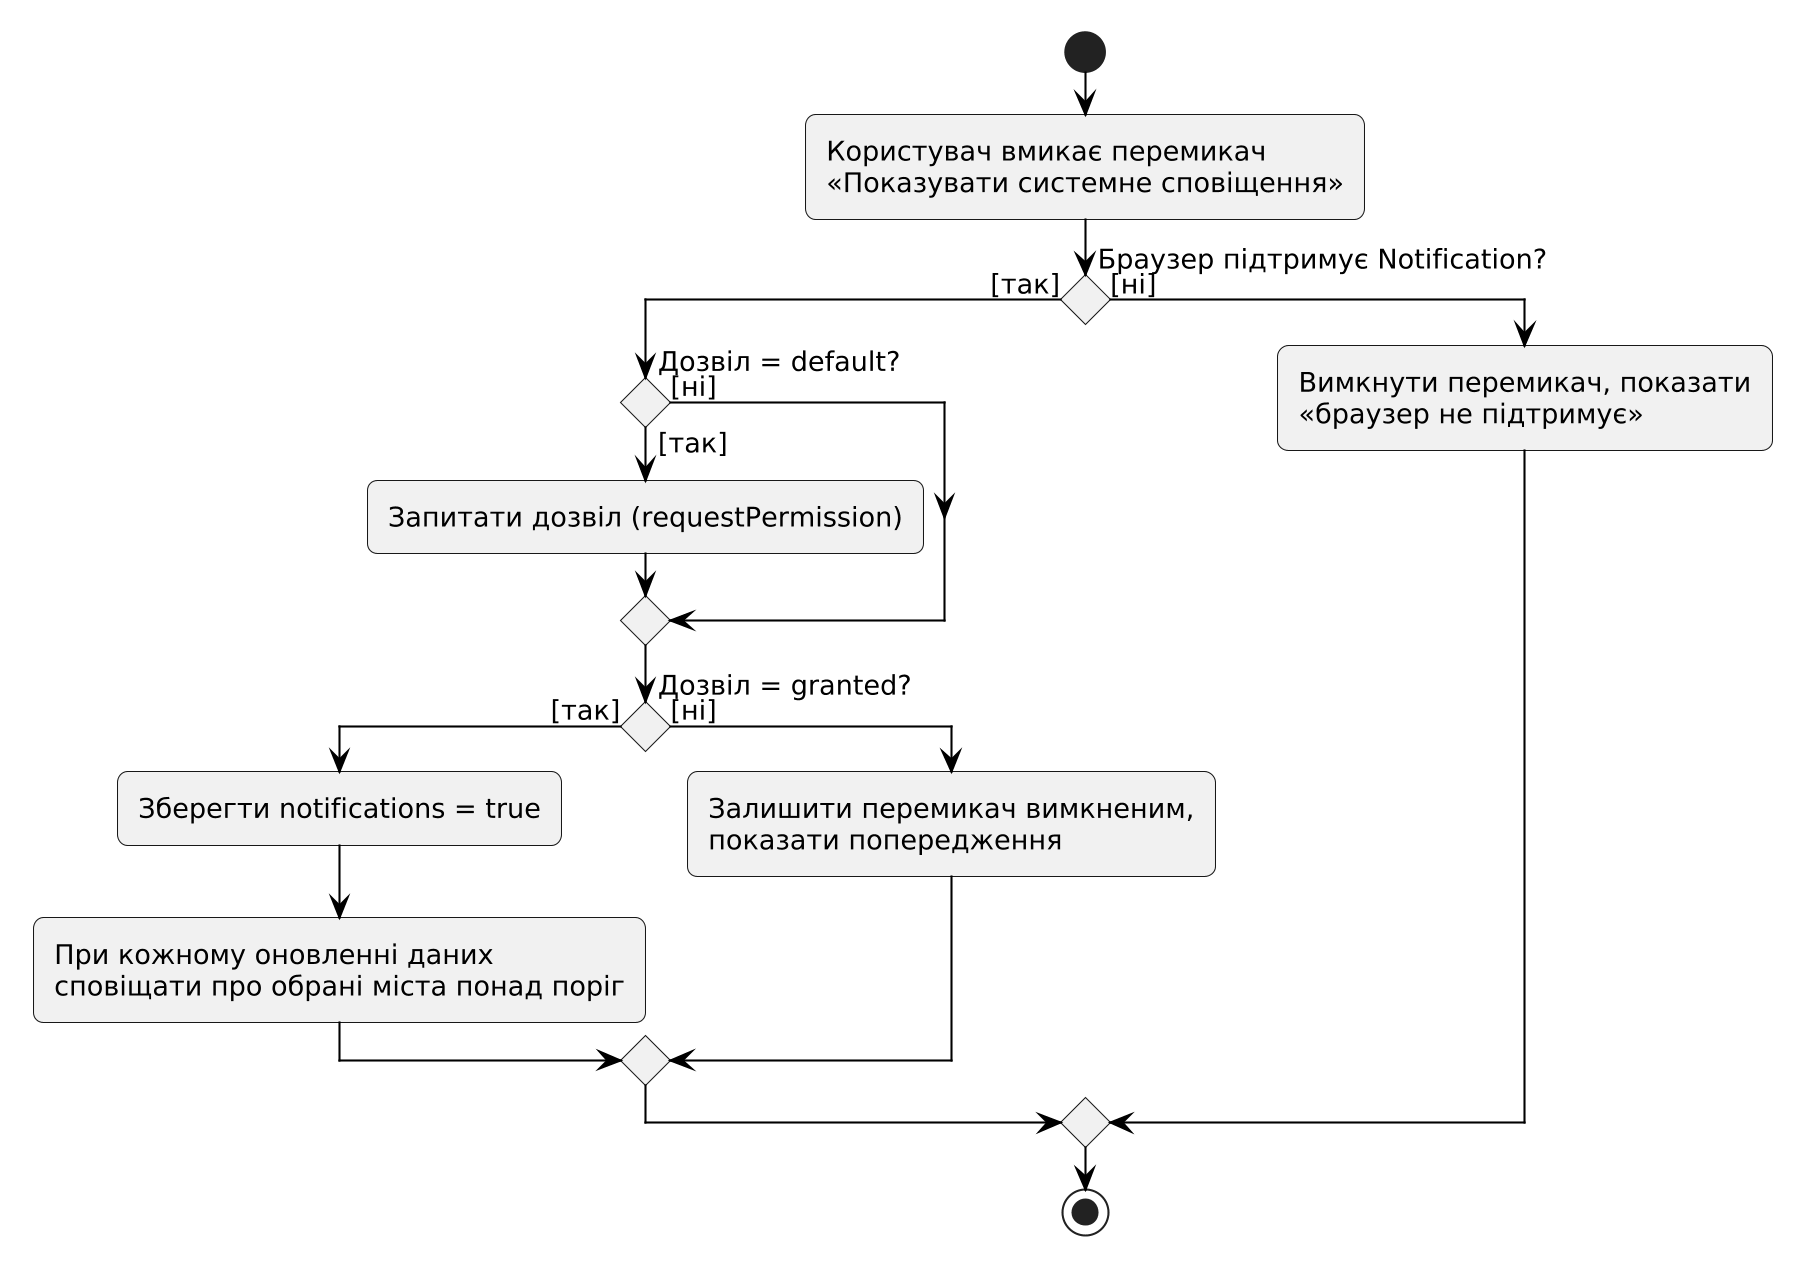 Користувач вмикає перемикач
«Показувати системне сповіщення»
Браузер підтримує Notification?
[так]
[ні]
Дозвіл = default?
[ні]
[так]
Вимкнути перемикач, показати
«браузер не підтримує»
Запитати дозвіл (requestPermission)
Дозвіл = granted?
[так]
[ні]
Зберегти notifications = true
Залишити перемикач вимкненим,
показати попередження
При кожному оновленні даних
сповіщати про обрані міста понад поріг